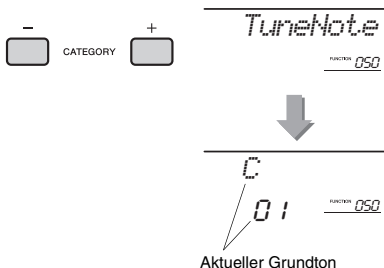 – +
CATEGORY
TuneNote
FUNCTION 050
C
01 FUNCTION 050
Aktueller Grundton